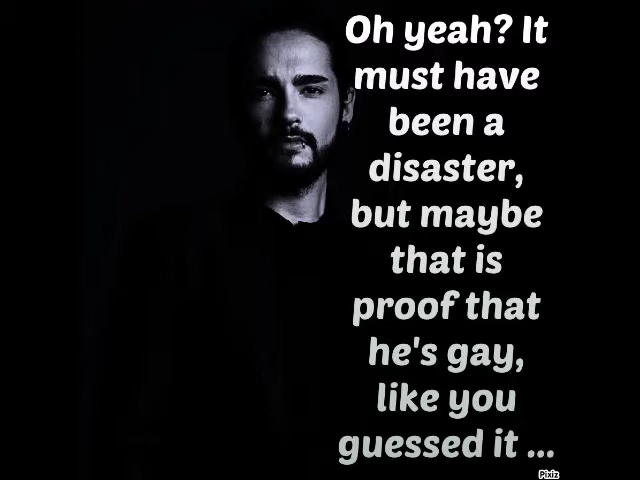 Oh yeah? It
must have
been a
disaster,
but maybe
that is
proof that
he's gay,
like you
guessed it ...
Pixiz